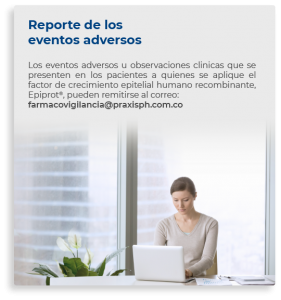 Reporte de los
eventos adversos
Los eventos adversos u observaciones clinicas que se
presenten en los pacientes a quienes se aplique el
factor de crecimiento epitelial humano recombinante,
Epiprot®, pueden remitirse al correo:
farmacovigilancia@praxisph.com.co